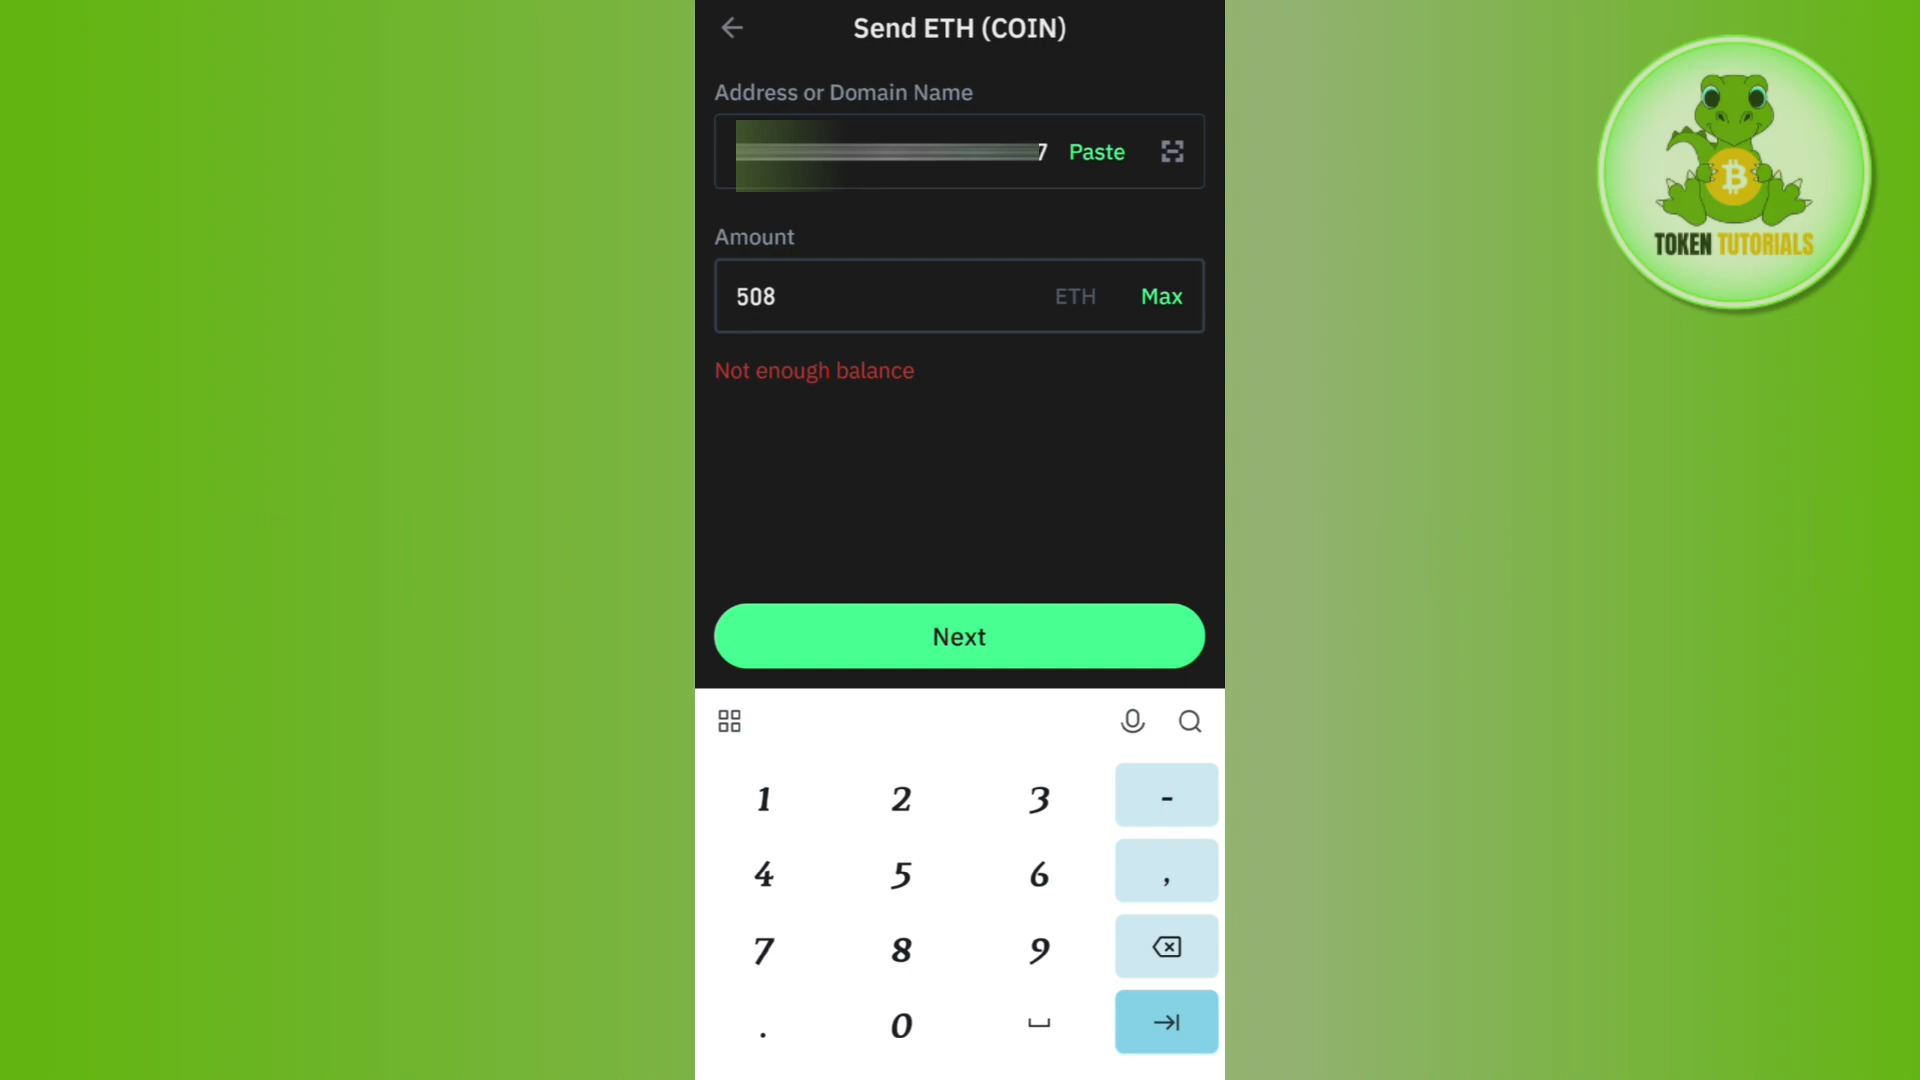 Send ETH (COIN)
Address or Domain Name
7 Paste
Amount
508 ETH Max
Not enough balance
Next
1 2 3 -
4 5 6 ,
7 8 9
. 0
TOKEN TUTORIALS